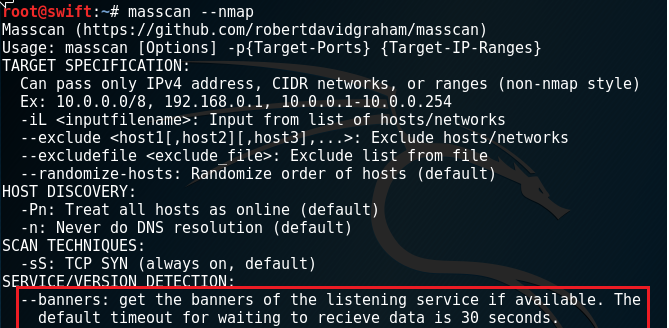 root@swift:~# masscan --nmap
Masscan (https://github.com/robertdavidgraham/masscan)
Usage: masscan [Options] -p{Target-Ports} {Target-IP-Ranges}
TARGET SPECIFICATION:
  Can pass only IPv4 address, CIDR networks, or ranges (non-nmap style)
  Ex: 10.0.0.0/8, 192.168.0.1, 10.0.0.1-10.0.0.254
  -iL <inputfilename>: Input from list of hosts/networks
  --exclude <host1[,host2][,host3],...>: Exclude hosts/networks
  --excludefile <exclude_file>: Exclude list from file
  --randomize-hosts: Randomize order of hosts (default)
HOST DISCOVERY:
  -Pn: Treat all hosts as online (default)
  -n: Never do DNS resolution (default)
SCAN TECHNIQUES:
  -sS: TCP SYN (always on, default)
SERVICE/VERSION DETECTION:
  --banners: get the banners of the listening service if available. The
    default timeout for waiting to recieve data is 30 seconds.